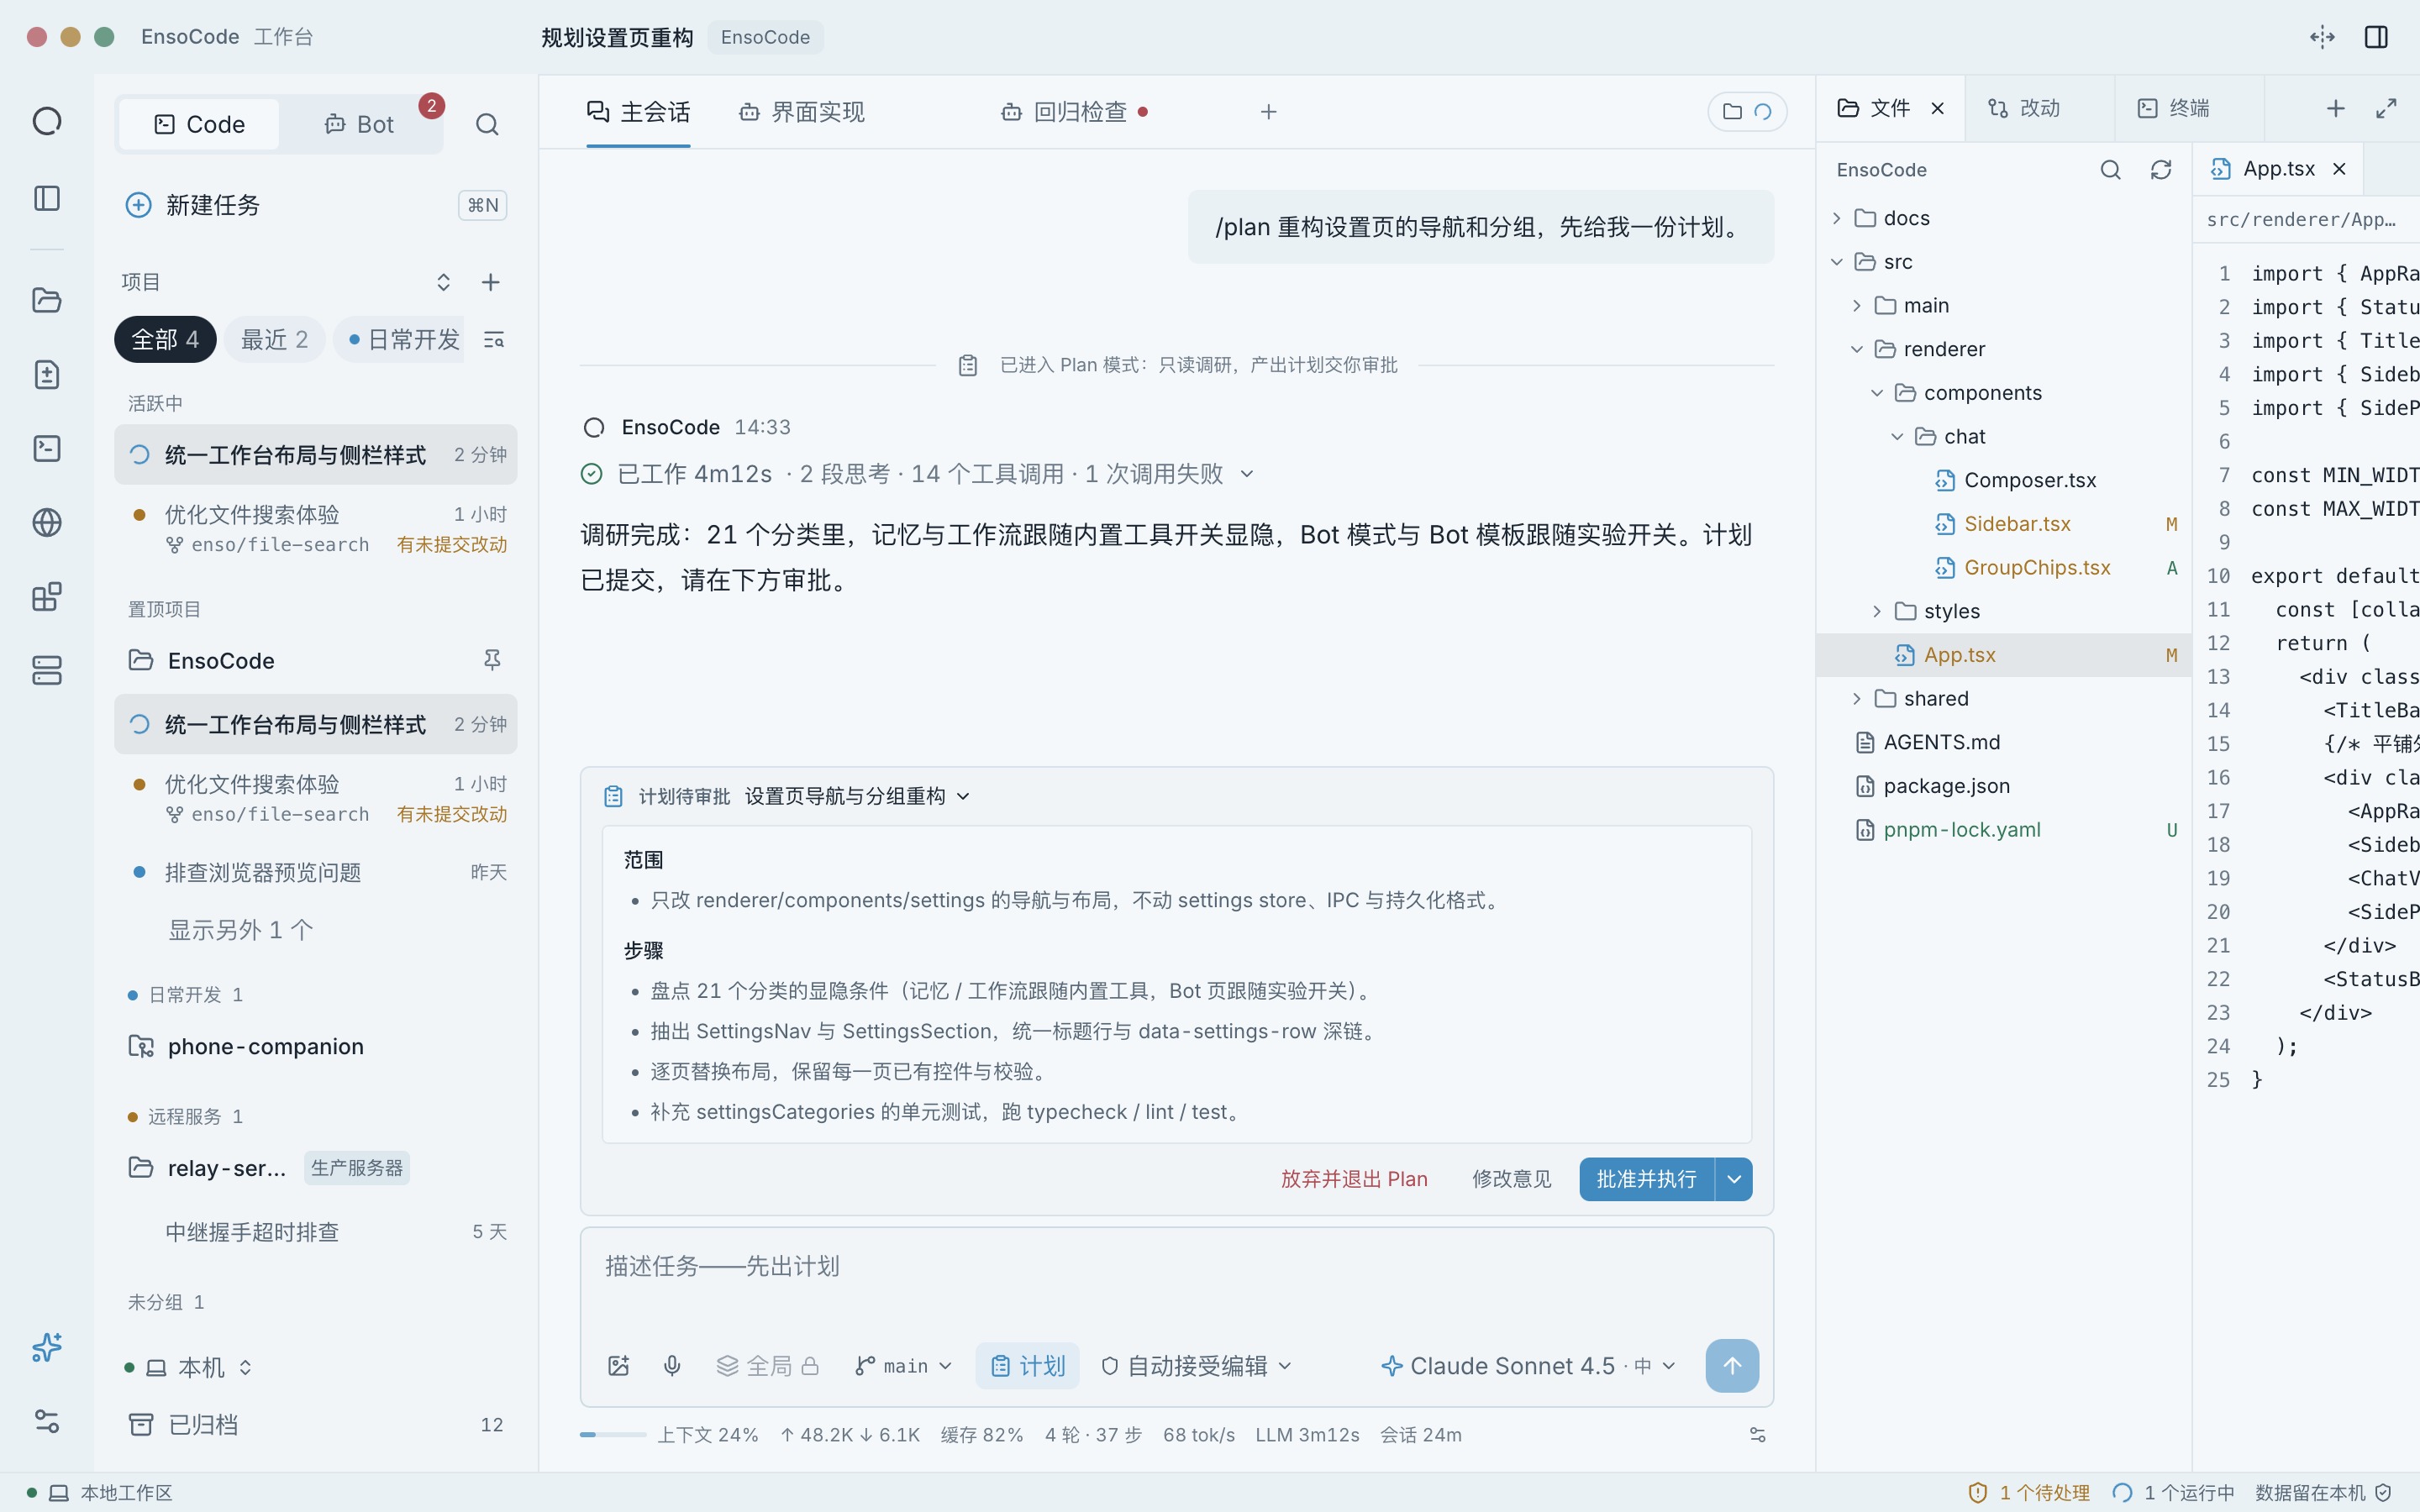 EnsoCode 工作台
规划设置页重构 EnsoCode
Code
Bot
2
新建任务
⌘N
项目
全部 4
最近 2
日常开发
活跃中
统一工作台布局与侧栏样式 2 分钟
优化文件搜索体验 1 小时
enso/file-search 有未提交改动
置顶项目
EnsoCode
统一工作台布局与侧栏样式 2 分钟
优化文件搜索体验 1 小时
enso/file-search 有未提交改动
排查浏览器预览问题 昨天
显示另外 1 个
日常开发 1
phone-companion
远程服务 1
relay-ser... 生产服务器
中继握手超时排查 5 天
未分组 1
本机
已归档 12
主会话
界面实现
回归检查
/plan 重构设置页的导航和分组，先给我一份计划。
已进入 Plan 模式：只读调研，产出计划交你审批
EnsoCode 14:33
已工作 4m12s · 2 段思考 · 14 个工具调用 · 1 次调用失败
调研完成：21 个分类里，记忆与工作流跟随内置工具开关显隐，Bot 模式与 Bot 模板跟随实验开关。计划
已提交，请在下方审批。
计划待审批 设置页导航与分组重构
范围
• 只改 renderer/components/settings 的导航与布局，不动 settings store、IPC 与持久化格式。
步骤
• 盘点 21 个分类的显隐条件（记忆 / 工作流跟随内置工具，Bot 页跟随实验开关）。
• 抽出 SettingsNav 与 SettingsSection，统一标题行与 data-settings-row 深链。
• 逐页替换布局，保留每一页已有控件与校验。
• 补充 settingsCategories 的单元测试，跑 typecheck / lint / test。
放弃并退出 Plan
修改意见
批准并执行
描述任务——先出计划
全局
main
计划
自动接受编辑
Claude Sonnet 4.5 · 中
上下文 24% ↑ 48.2K ↓ 6.1K 缓存 82% 4 轮 · 37 步 68 tok/s LLM 3m12s 会话 24m
文件
改动
终端
EnsoCode
docs
src
main
renderer
components
chat
Composer.tsx
Sidebar.tsx M
GroupChips.tsx A
styles
App.tsx M
shared
AGENTS.md
package.json
pnpm-lock.yaml U
App.tsx
src/renderer/App...
1 import { AppRa
2 import { Statu
3 import { Title
4 import { Sideb
5 import { SideP
6
7 const MIN_WIDT
8 const MAX_WIDT
9
10 export default
11 const [colla
12 return (
13 <div class
14 <TitleBa
15 {/* 平铺
16 <div cla
17 <AppRa
18 <Sideb
19 <ChatV
20 <SideP
21 </div>
22 <StatusB
23 </div>
24 );
25 }
本地工作区
1 个待处理
1 个运行中
数据留在本机